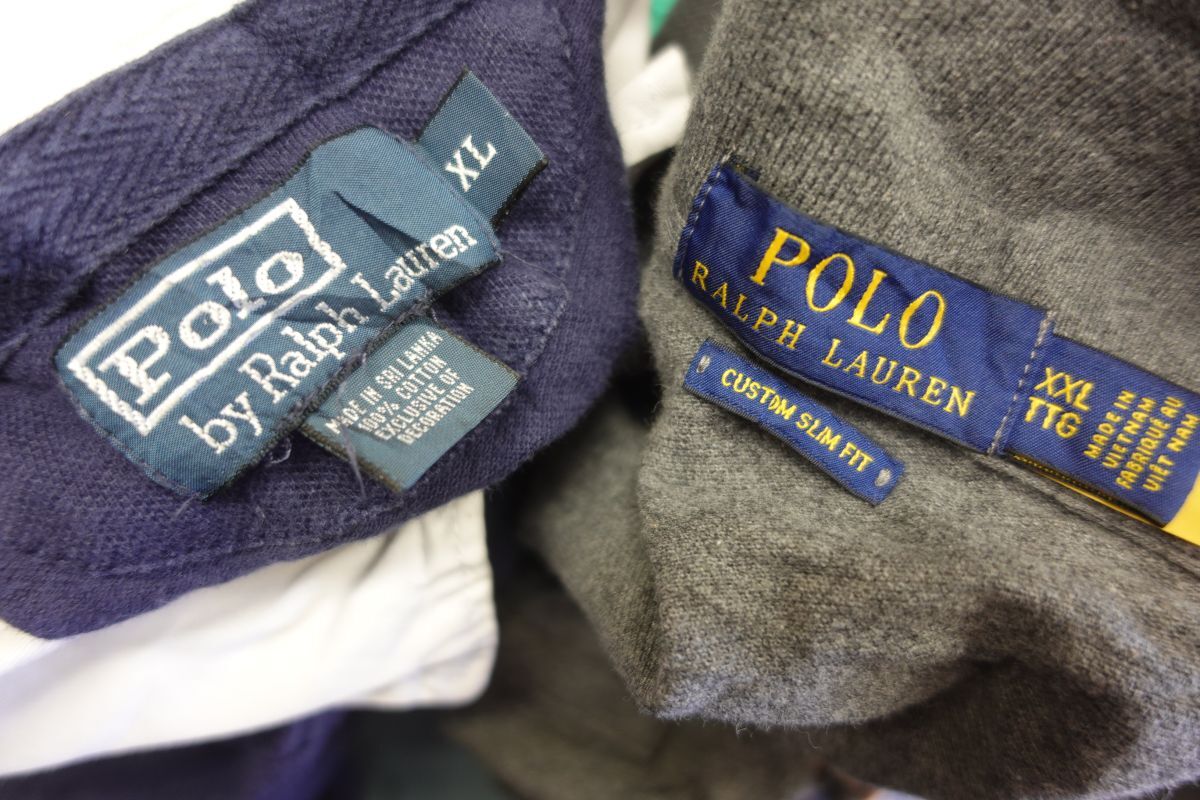 XL
Polo
by Ralph Lauren
MADE IN SRI LANKA
100% COTTON
EXCLUSIVE OF
DECORATION
POLO
RALPH LAUREN
CUSTOM SLIM FIT
XXL
TTG
MADE IN
VIETNAM
FABRIQUÉ AU
VIÊT NAM